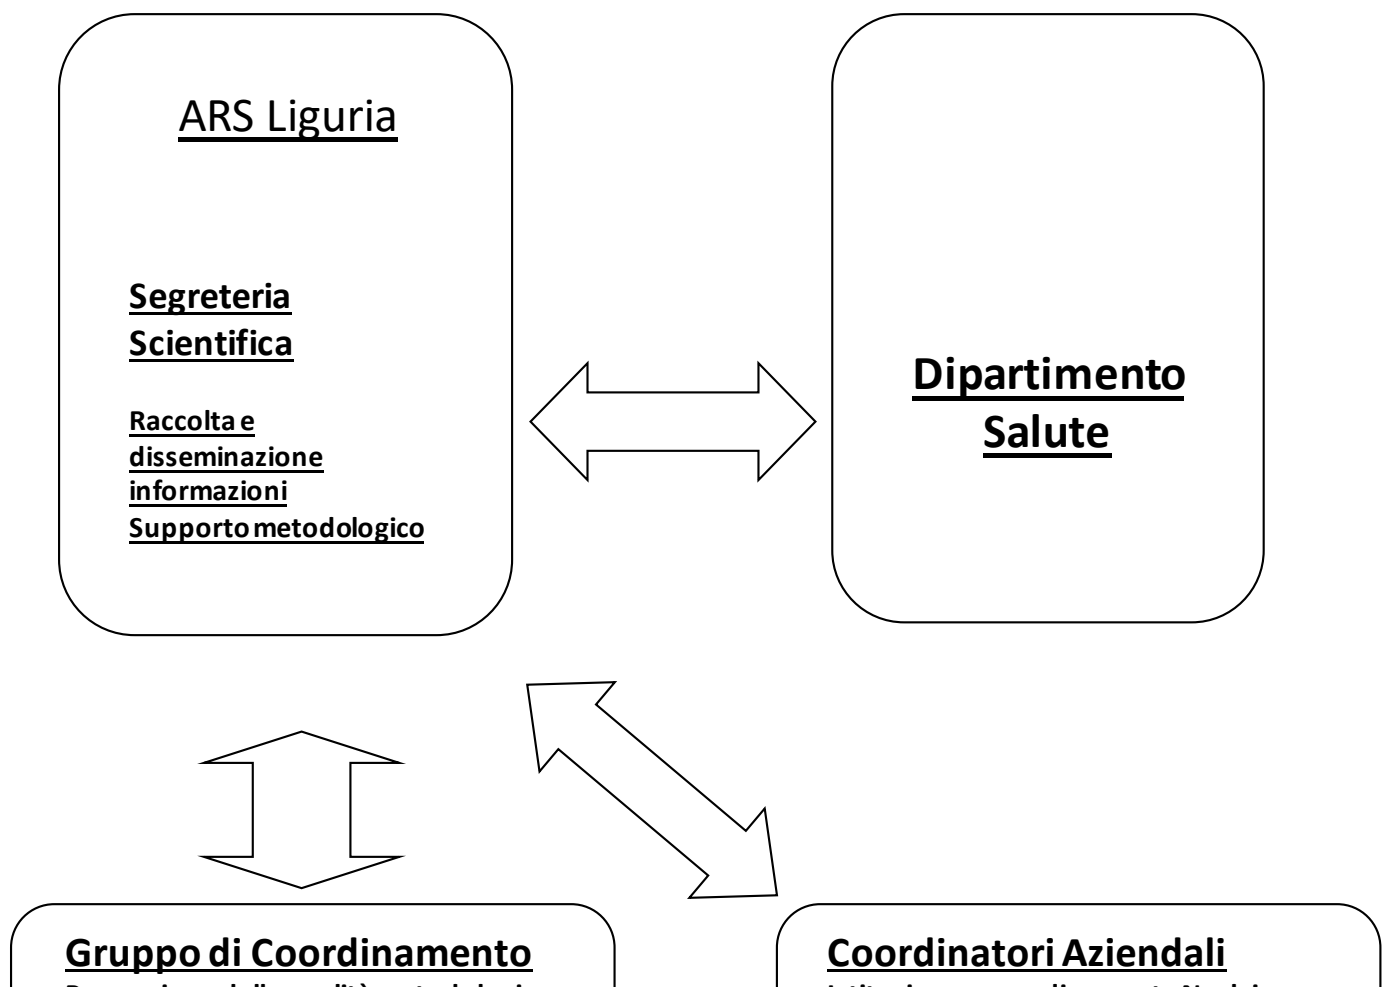 ARS Liguria
Segreteria
Scientifica
Raccolta e
disseminazione
informazioni
Supporto metodologico
Dipartimento
Salute
Gruppo di Coordinamento
Coordinatori Aziendali